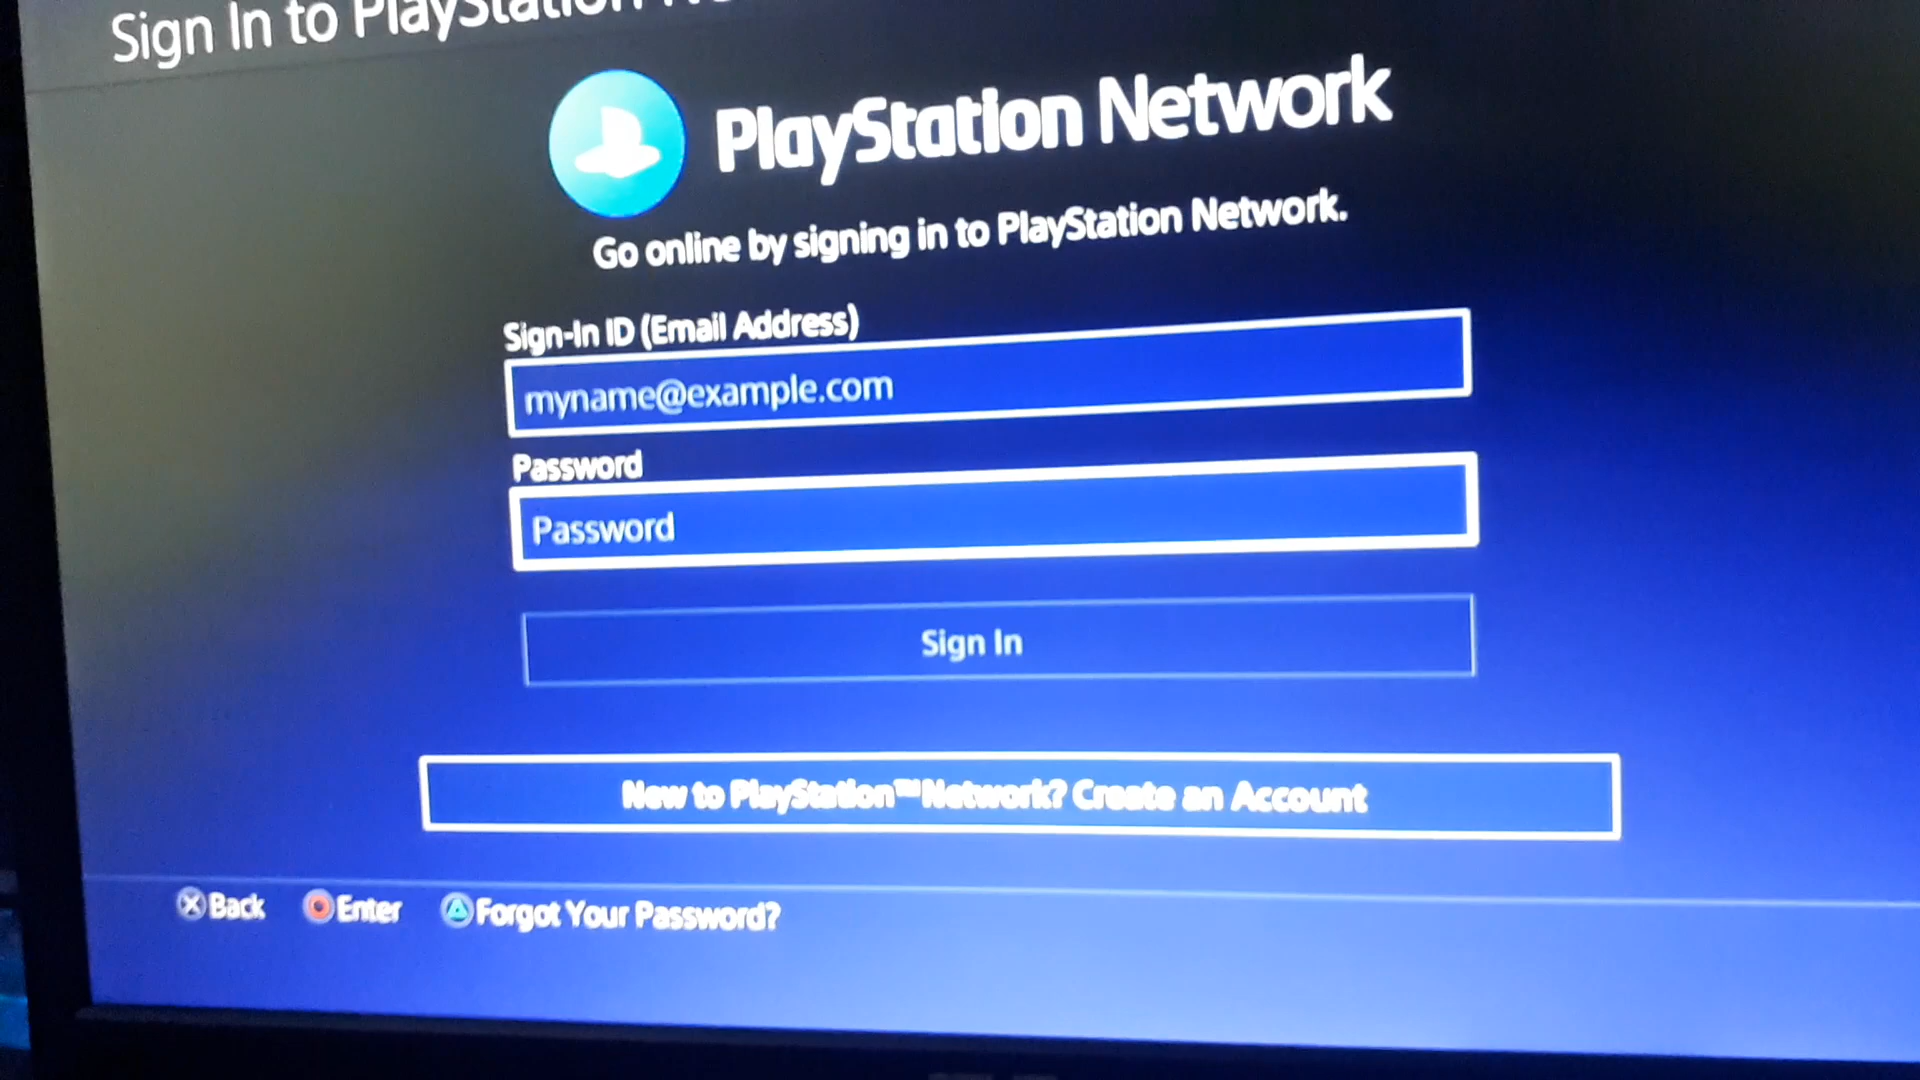 Sign In to PlayStation
PlayStation Network
Go online by signing in to PlayStation Network.
Sign-In ID (Email Address)
myname@example.com
Password
Password
Sign In
New to PlayStation™Network? Create an Account
Back Enter Forgot Your Password?